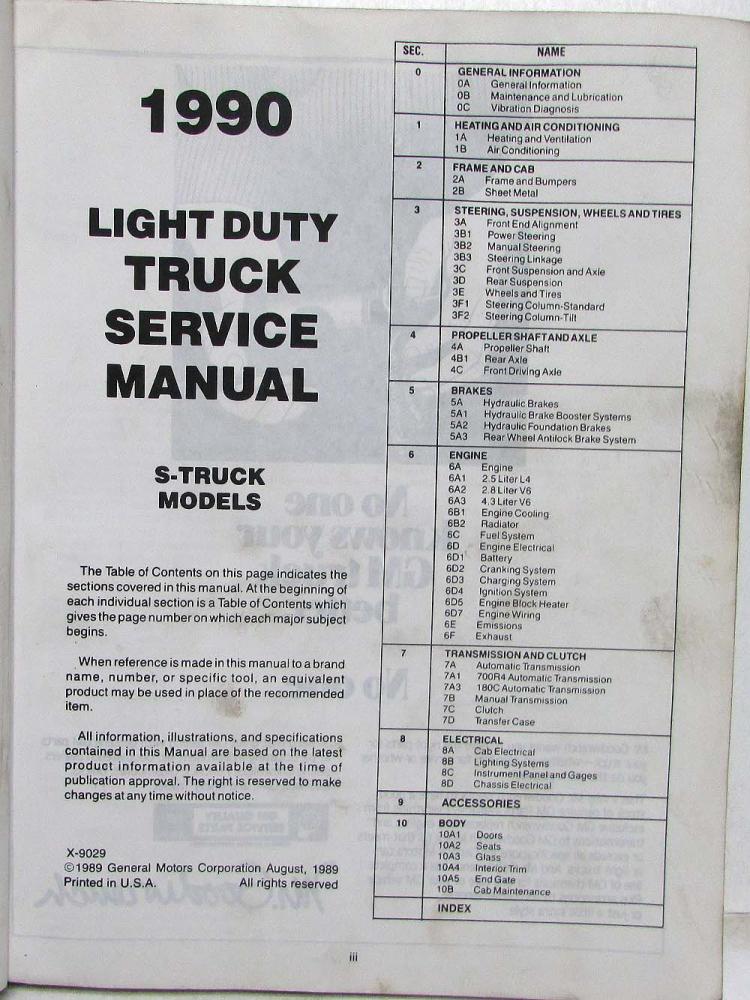 1990
LIGHT DUTY
TRUCK
SERVICE
MANUAL
S-TRUCK
MODELS
The Table of Contents on this page indicates the
sections covered in this manual. At the beginning of
each individual section is a Table of Contents which
gives the page number on which each major subject
begins.
When reference is made in this manual to a brand
name, number, or specific tool, an equivalent
product may be used in place of the recommended
item.
All information, illustrations, and specifications
contained in this Manual are based on the latest
product information available at the time of
publication approval. The right is reserved to make
changes at any time without notice.
X-9029
©1989 General Motors Corporation August, 1989
Printed in U.S.A. All rights reserved
SEC. NAME
0 GENERAL INFORMATION
0A General Information
0B Maintenance and Lubrication
0C Vibration Diagnosis
1 HEATING AND AIR CONDITIONING
1A Heating and Ventilation
1B Air Conditioning
2 FRAME AND CAB
2A Frame and Bumpers
2B Sheet Metal
3 STEERING, SUSPENSION, WHEELS AND TIRES
3A Front End Alignment
3B1 Power Steering
3B2 Manual Steering
3B3 Steering Linkage
3C Front Suspension and Axle
3D Rear Suspension
3E Wheels and Tires
3F1 Steering Column-Standard
3F2 Steering Column-Tilt
4 PROPELLER SHAFT AND AXLE
4A Propeller Shaft
4B1 Rear Axle
4C Front Driving Axle
5 BRAKES
5A Hydraulic Brakes
5A1 Hydraulic Brake Booster Systems
5A2 Hydraulic Foundation Brakes
5A3 Rear Wheel Antilock Brake System
6 ENGINE
6A Engine
6A1 2.5 Liter L4
6A2 2.8 Liter V6
6A3 4.3 Liter V6
6B1 Engine Cooling
6B2 Radiator
6C Fuel System
6D Engine Electrical
6D1 Battery
6D2 Cranking System
6D3 Charging System
6D4 Ignition System
6D5 Engine Block Heater
6D7 Engine Wiring
6E Emissions
6F Exhaust
7 TRANSMISSION AND CLUTCH
7A Automatic Transmission
7A1 700R4 Automatic Transmission
7A3 180C Automatic Transmission
7B Manual Transmission
7C Clutch
7D Transfer Case
8 ELECTRICAL
8A Cab Electrical
8B Lighting Systems
8C Instrument Panel and Gages
8D Chassis Electrical
9 ACCESSORIES
10 BODY
10A1 Doors
10A2 Seats
10A3 Glass
10A4 Interior Trim
10A5 End Gate
10B Cab Maintenance
INDEX
iii